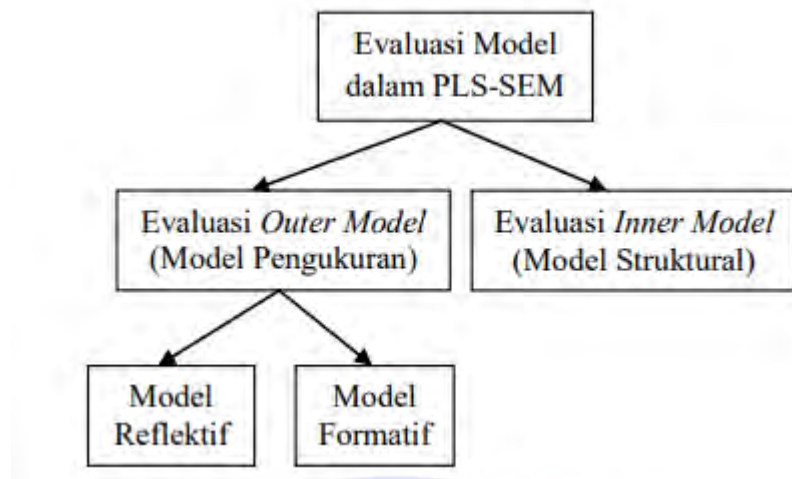 Evaluasi Model
dalam PLS-SEM
Evaluasi Outer Model
(Model Pengukuran)
Evaluasi Inner Model
(Model Struktural)
Model
Reflektif
Model
Formatif